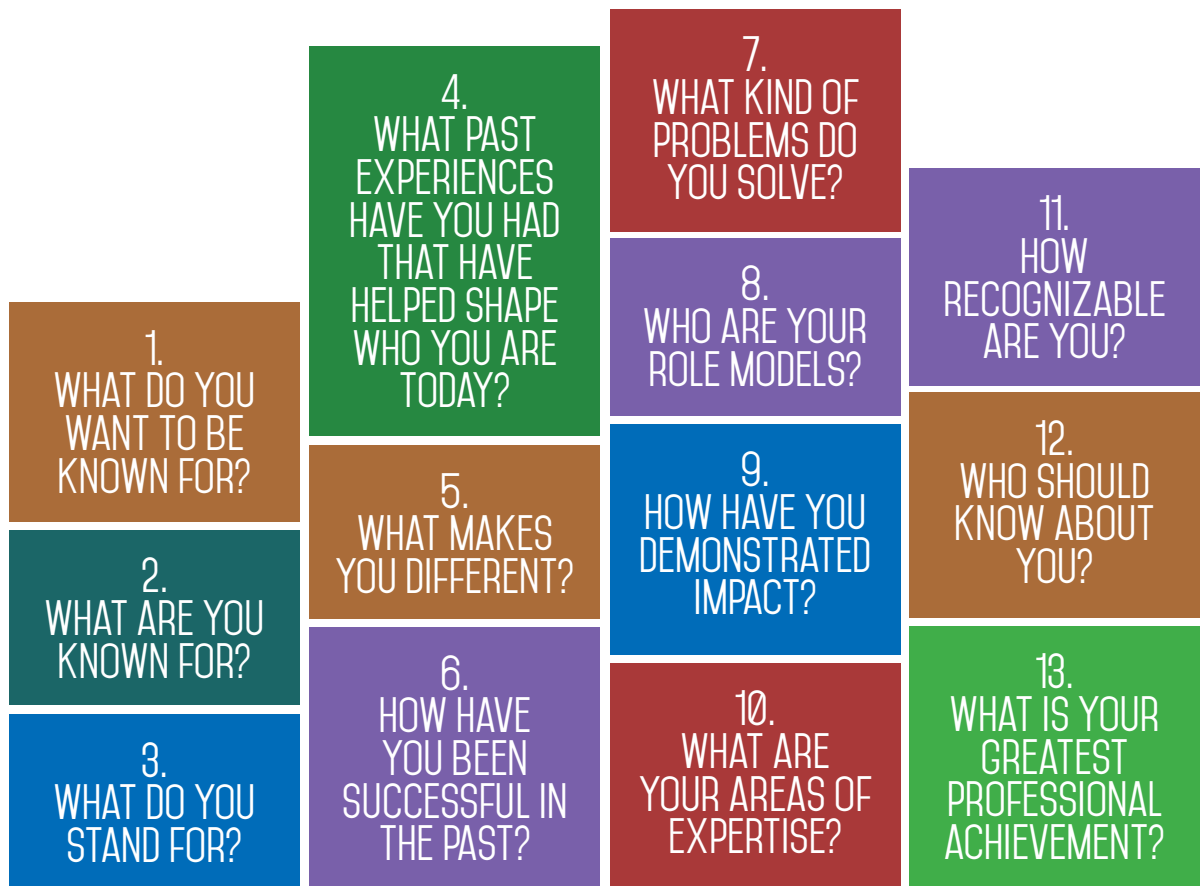 1.
WHAT DO YOU
WANT TO BE
KNOWN FOR?
2.
WHAT ARE YOU
KNOWN FOR?
3.
WHAT DO YOU
STAND FOR?
4.
WHAT PAST
EXPERIENCES
HAVE YOU HAD
THAT HAVE
HELPED SHAPE
WHO YOU ARE
TODAY?
5.
WHAT MAKES
YOU DIFFERENT?
6.
HOW HAVE
YOU BEEN
SUCCESSFUL IN
THE PAST?
7.
WHAT KIND OF
PROBLEMS DO
YOU SOLVE?
8.
WHO ARE YOUR
ROLE MODELS?
9.
HOW HAVE YOU
DEMONSTRATED
IMPACT?
10.
WHAT ARE
YOUR AREAS OF
EXPERTISE?
11.
HOW
RECOGNIZABLE
ARE YOU?
12.
WHO SHOULD
KNOW ABOUT
YOU?
13.
WHAT IS YOUR
GREATEST
PROFESSIONAL
ACHIEVEMENT?